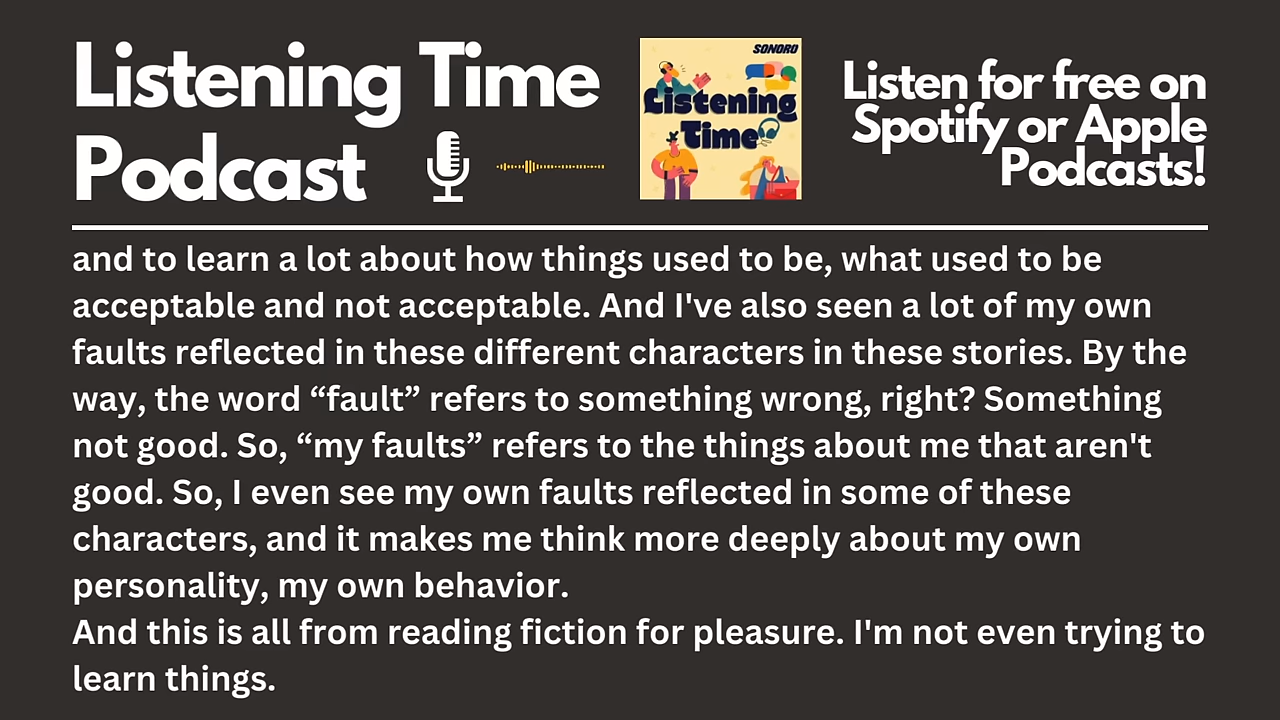 Listening Time
Podcast
SONORO
Listening
Time
Listen for free on
Spotify or Apple
Podcasts!
and to learn a lot about how things used to be, what used to be
acceptable and not acceptable. And I've also seen a lot of my own
faults reflected in these different characters in these stories. By the
way, the word “fault” refers to something wrong, right? Something
not good. So, “my faults” refers to the things about me that aren't
good. So, I even see my own faults reflected in some of these
characters, and it makes me think more deeply about my own
personality, my own behavior.
And this is all from reading fiction for pleasure. I'm not even trying to
learn things.